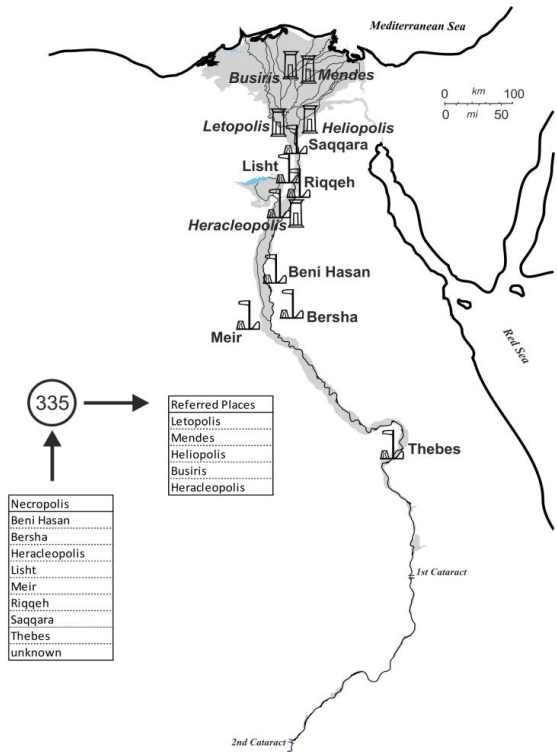 Mediterranean Sea
Busiris
Mendes
0 km 100
0 mi 50
Letopolis
Heliopolis
Saqqara
Lisht
Riqqeh
Heracleopolis
Beni Hasan
Bersha
Meir
Red Sea
335
Referred Places
Letopolis
Mendes
Heliopolis
Busiris
Heracleopolis
Thebes
Necropolis
Beni Hasan
Bersha
Heracleopolis
Lisht
Meir
Riqqeh
Saqqara
Thebes
unknown
1st Cataract
2nd Cataract